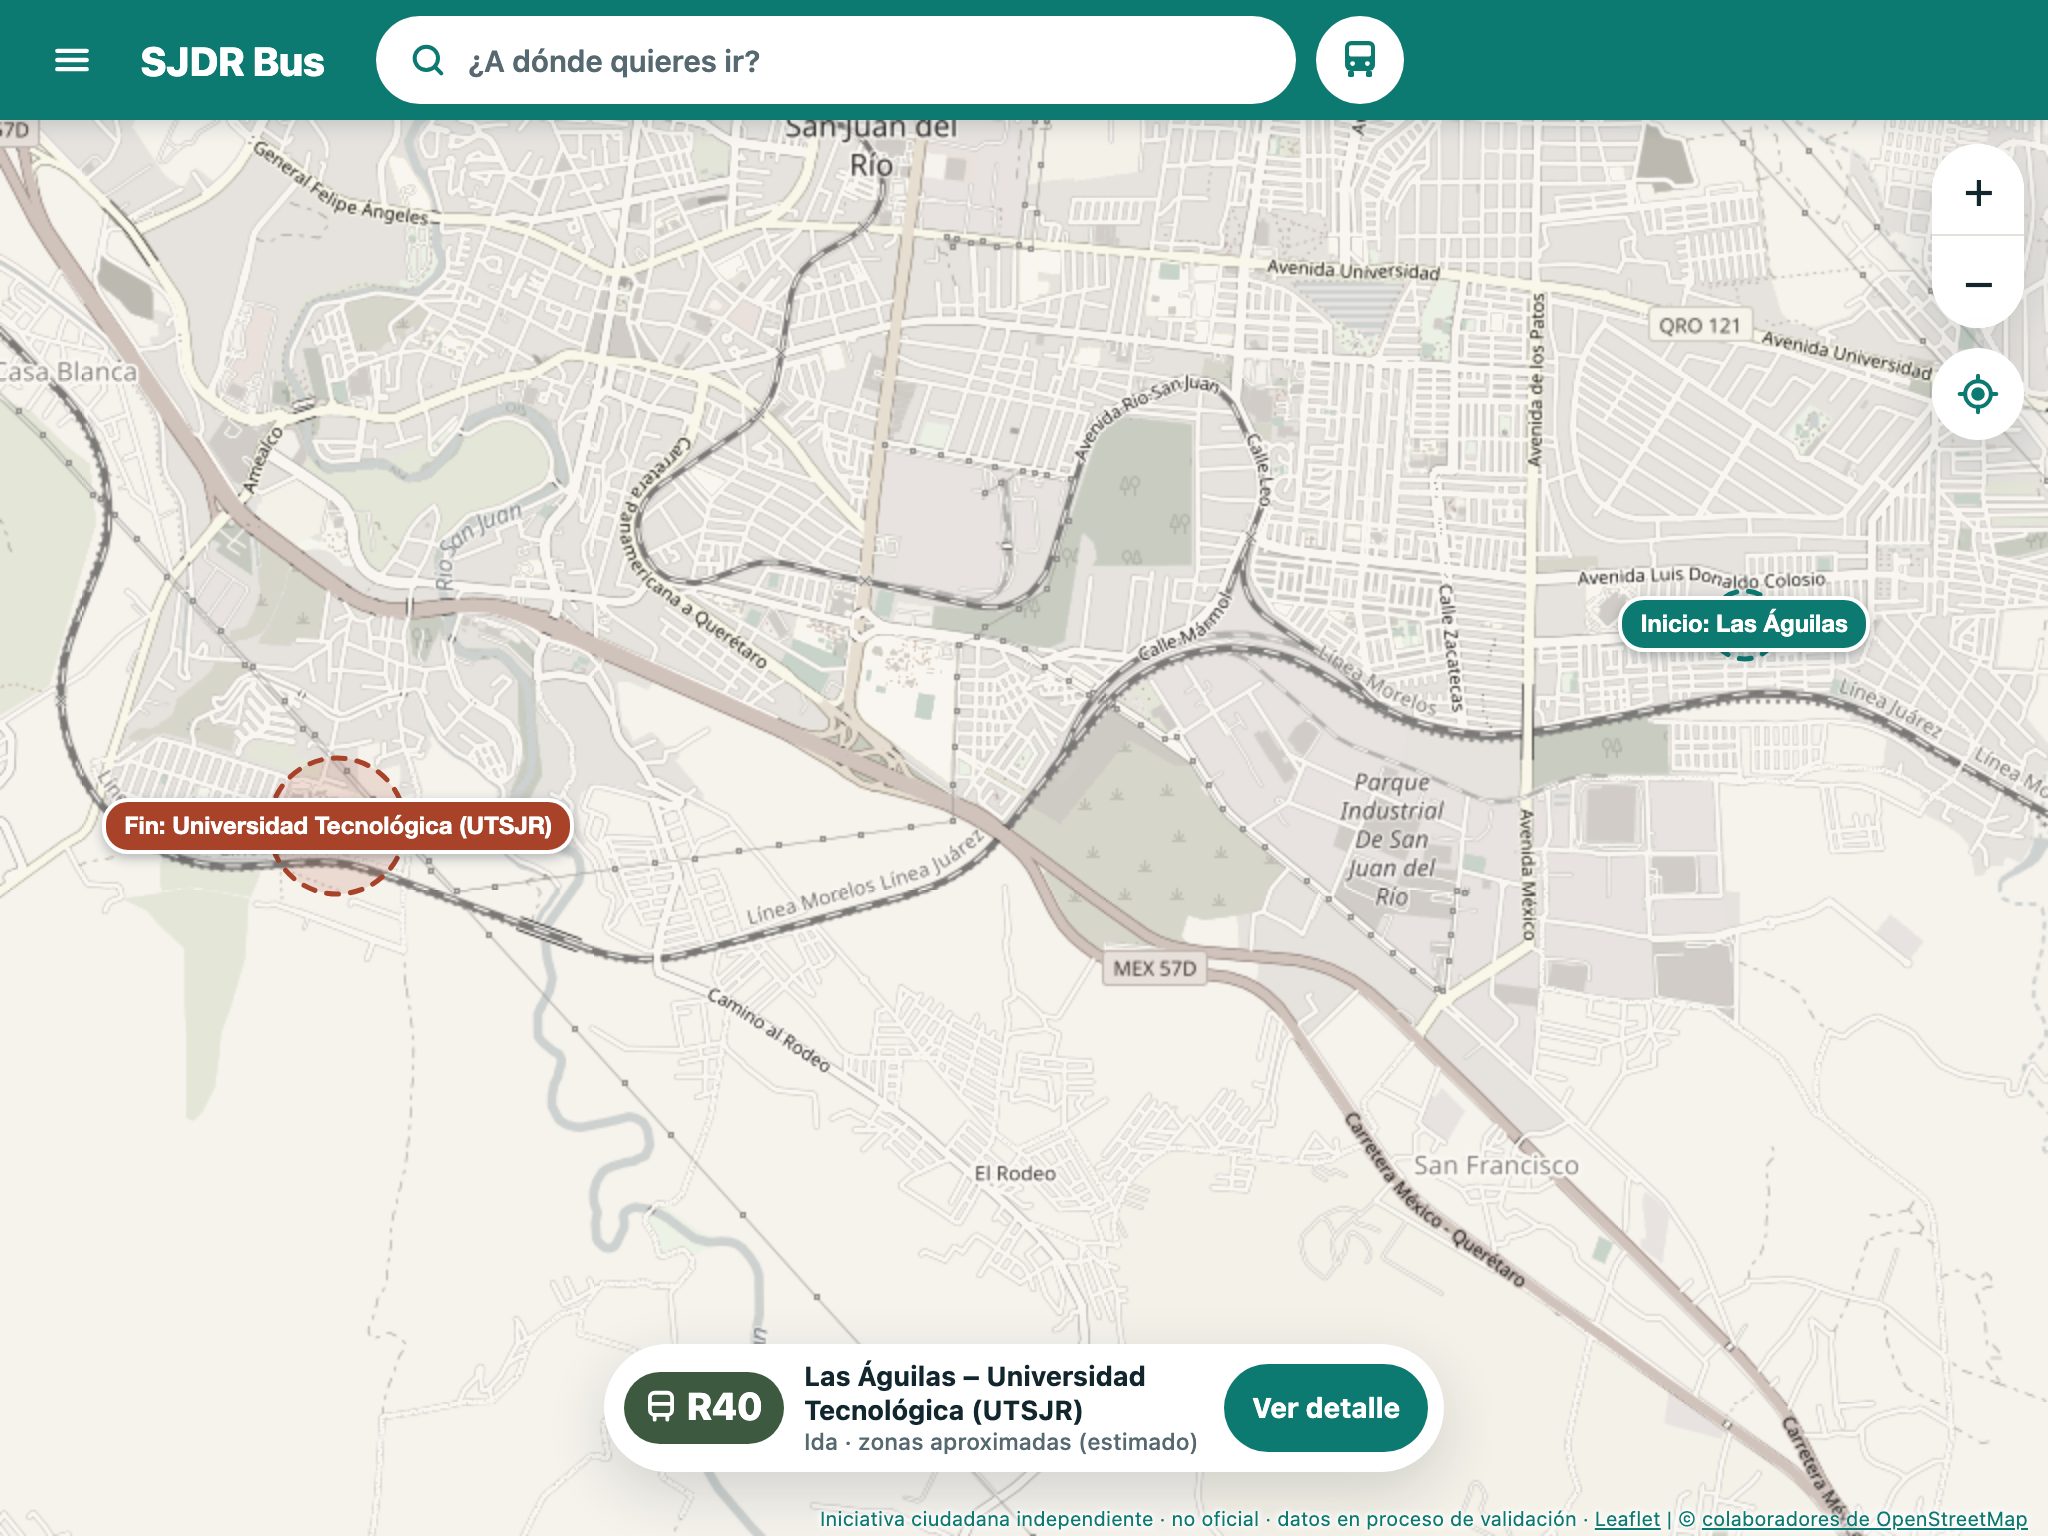 SJDR Bus
¿A dónde quieres ir?
57D
San Juan del
Río
General Felipe Ángeles
Avenida Universidad
QRO 121
Avenida Universidad
Avenida de los Patos
Casa Blanca
Amealco
Río San Juan
Carretera Panamericana a Querétaro
Avenida Río San Juan
Calle Leo
Avenida Luis Donaldo Colosio
Inicio: Las Águilas
Calle Zacatecas
Calle Mármol
Línea Morelos
Línea Juárez
Línea Mo
Fin: Universidad Tecnológica (UTSJR)
Parque
Industrial
De San
Juan del
Río
Avenida México
Línea Morelos Línea Juárez
MEX 57D
Camino al Rodeo
El Rodeo
San Francisco
Carretera México - Querétaro
Carretera Mé
R40
Las Águilas – Universidad
Tecnológica (UTSJR)
Ida · zonas aproximadas (estimado)
Ver detalle
+
−
Iniciativa ciudadana independiente · no oficial · datos en proceso de validación · Leaflet | © colaboradores de OpenStreetMap